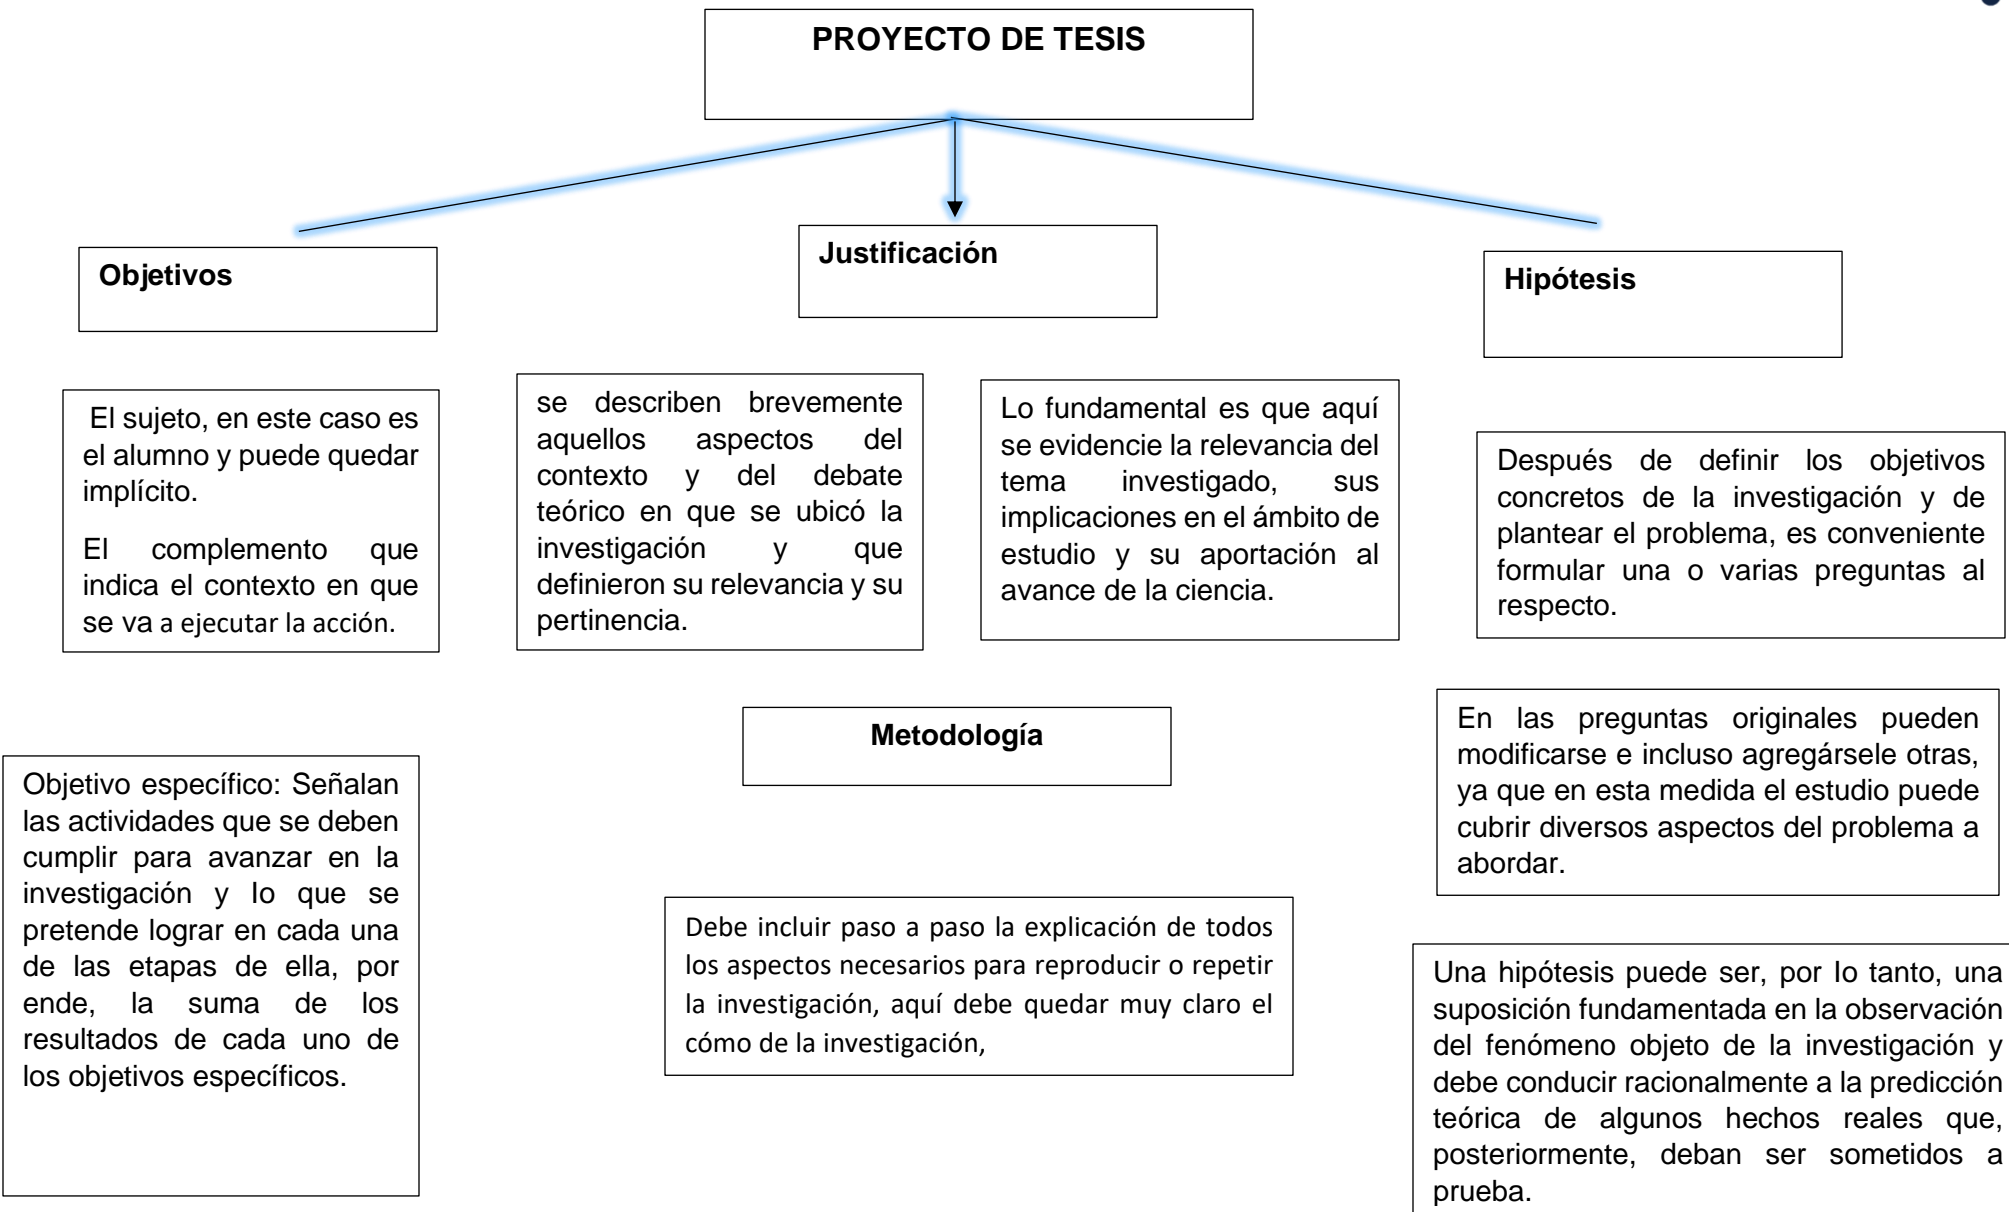 PROYECTO DE TESIS
Objetivos
Justificación
Hipótesis
El sujeto, en este caso es
el alumno y puede quedar
implícito.
El complemento que
indica el contexto en que
se va a ejecutar la acción.
se describen brevemente
aquellos aspectos del
contexto y del debate
teórico en que se ubicó la
investigación y que
definieron su relevancia y su
pertinencia.
Lo fundamental es que aquí
se evidencie la relevancia del
tema investigado, sus
implicaciones en el ámbito de
estudio y su aportación al
avance de la ciencia.
Después de definir los objetivos
concretos de la investigación y de
plantear el problema, es conveniente
formular una o varias preguntas al
respecto.
Objetivo específico: Señalan
las actividades que se deben
cumplir para avanzar en la
investigación y lo que se
pretende lograr en cada una
de las etapas de ella, por
ende, la suma de los
resultados de cada uno de
los objetivos específicos.
Metodología
Debe incluir paso a paso la explicación de todos
los aspectos necesarios para reproducir o repetir
la investigación, aquí debe quedar muy claro el
cómo de la investigación,
En las preguntas originales pueden
modificarse e incluso agregársele otras,
ya que en esta medida el estudio puede
cubrir diversos aspectos del problema a
abordar.
Una hipótesis puede ser, por lo tanto, una
suposición fundamentada en la observación
del fenómeno objeto de la investigación y
debe conducir racionalmente a la predicción
teórica de algunos hechos reales que,
posteriormente, deban ser sometidos a
prueba.